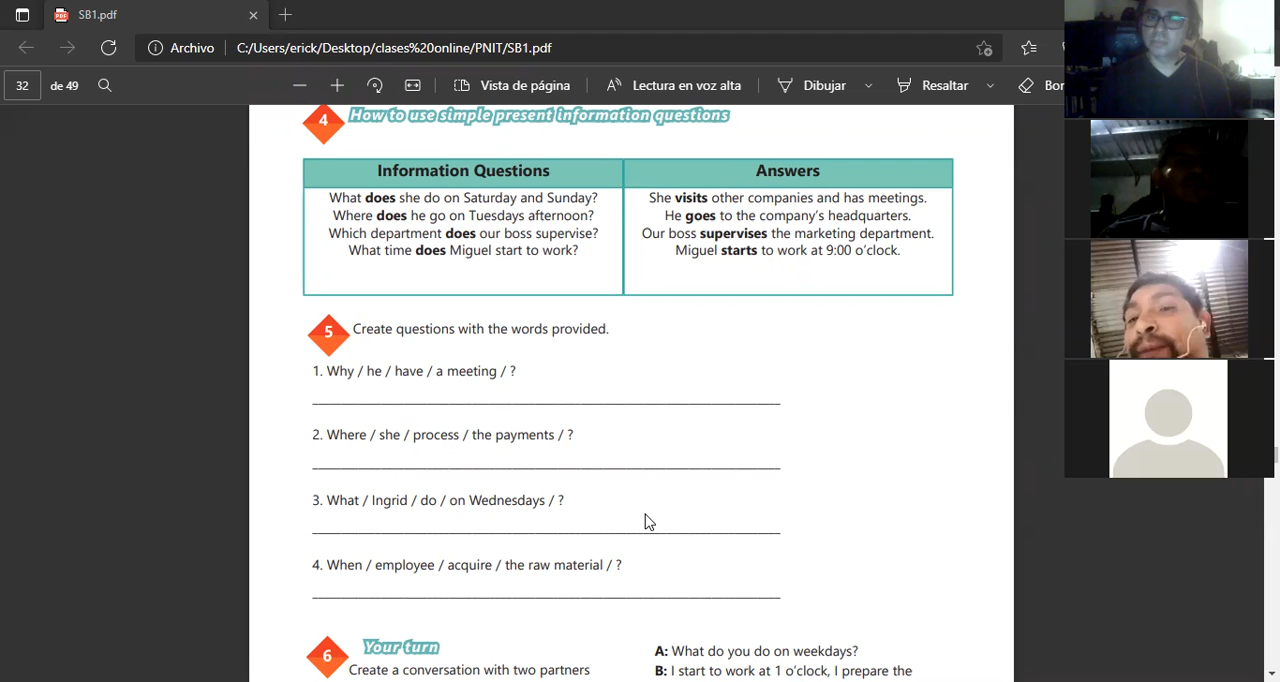 SB1.pdf
Archivo C:/Users/erick/Desktop/clases%20online/PNIT/SB1.pdf
32 de 49 Vista de página Lectura en voz alta Dibujar Resaltar Bor
4 How to use simple present information questions
Information Questions
What does she do on Saturday and Sunday?
Where does he go on Tuesdays afternoon?
Which department does our boss supervise?
What time does Miguel start to work?
Answers
She visits other companies and has meetings.
He goes to the company's headquarters.
Our boss supervises the marketing department.
Miguel starts to work at 9:00 o'clock.
5 Create questions with the words provided.
1. Why / he / have / a meeting / ?
2. Where / she / process / the payments / ?
3. What / Ingrid / do / on Wednesdays / ?
4. When / employee / acquire / the raw material / ?
6 Your turn
Create a conversation with two partners
A: What do you do on weekdays?
B: I start to work at 1 o'clock, I prepare the